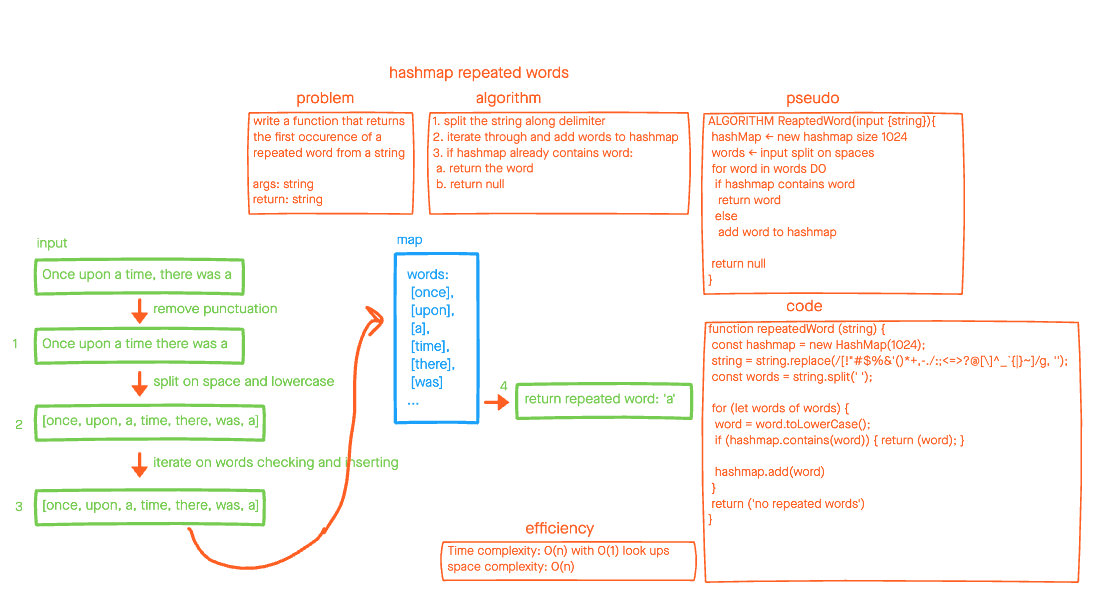 hashmap repeated words
problem
write a function that returns
the first occurence of a
repeated word from a string
args: string
return: string
algorithm
1. split the string along delimiter
2. iterate through and add words to hashmap
3. if hashmap already contains word:
a. return the word
b. return null
pseudo
ALGORITHM ReaptedWord(input {string}){
hashMap ← new hashmap size 1024
words ← input split on spaces
for word in words DO
if hashmap contains word
return word
else
add word to hashmap
return null
}
input
Once upon a time, there was a
remove punctuation
1
Once upon a time there was a
split on space and lowercase
2
[once, upon, a, time, there, was, a]
iterate on words checking and inserting
3
[once, upon, a, time, there, was, a]
map
words:
[once],
[upon],
[a],
[time],
[there],
[was]
...
4
return repeated word: 'a'
code
function repeatedWord (string) {
const hashmap = new HashMap(1024);
string = string.replace(/[!"#$%&'()*+,-./:;<=>?@[\]^_`{|}~]/g, '');
const words = string.split(' ');
for (let words of words) {
word = word.toLowerCase();
if (hashmap.contains(word)) { return (word); }
hashmap.add(word)
}
return ('no repeated words')
}
efficiency
Time complexity: O(n) with O(1) look ups
space complexity: O(n)